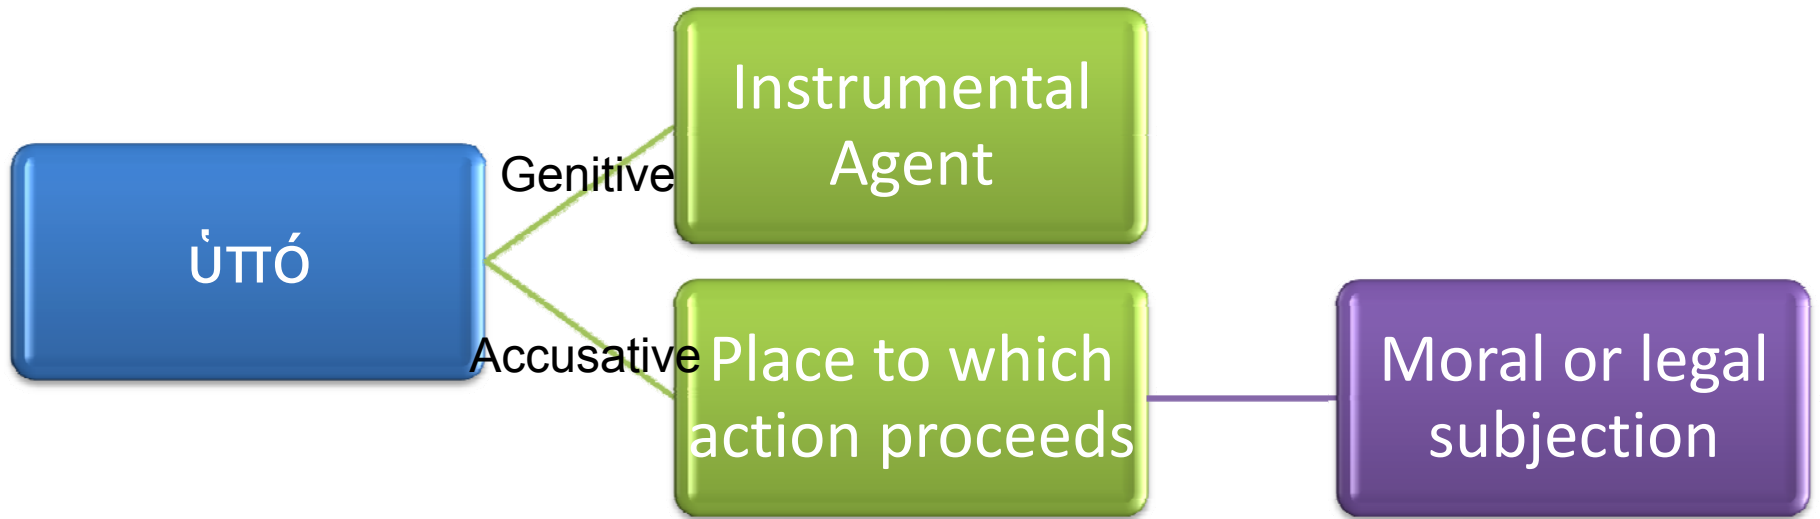 ὑπό
Genitive
Instrumental
Agent
Accusative
Place to which
action proceeds
Moral or legal
subjection